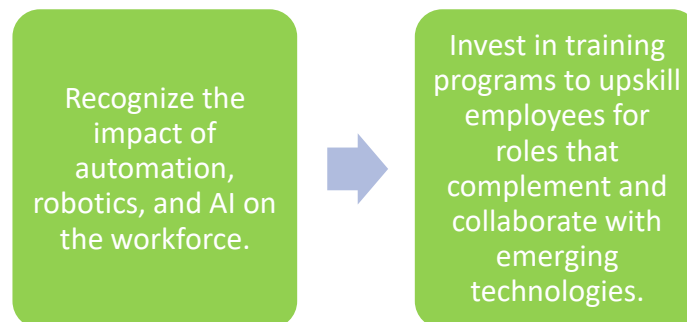 Recognize the
impact of
automation,
robotics, and AI on
the workforce.
Invest in training
programs to upskill
employees for
roles that
complement and
collaborate with
emerging
technologies.